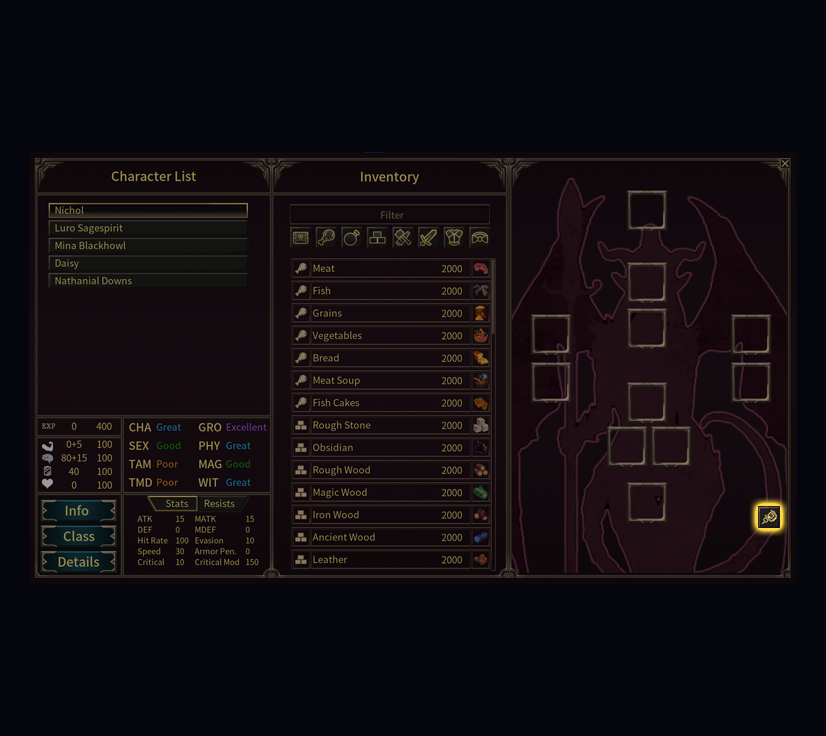 Character List
Nichol
Luro Sagespirit
Mina Blackhowl
Daisy
Nathanial Downs
EXP 0 400
0+5 100
80+15 100
40 100
0 100
CHA Great GRO Excellent
SEX Good PHY Great
TAM Poor MAG Good
TMD Poor WIT Great
Info
Class
Details
Stats Resists
ATK 15 MATK 15
DEF 0 MDEF 0
Hit Rate 100 Evasion 10
Speed 30 Armor Pen. 0
Critical 10 Critical Mod 150
Inventory
Filter
Meat 2000
Fish 2000
Grains 2000
Vegetables 2000
Bread 2000
Meat Soup 2000
Fish Cakes 2000
Rough Stone 2000
Obsidian 2000
Rough Wood 2000
Magic Wood 2000
Iron Wood 2000
Ancient Wood 2000
Leather 2000